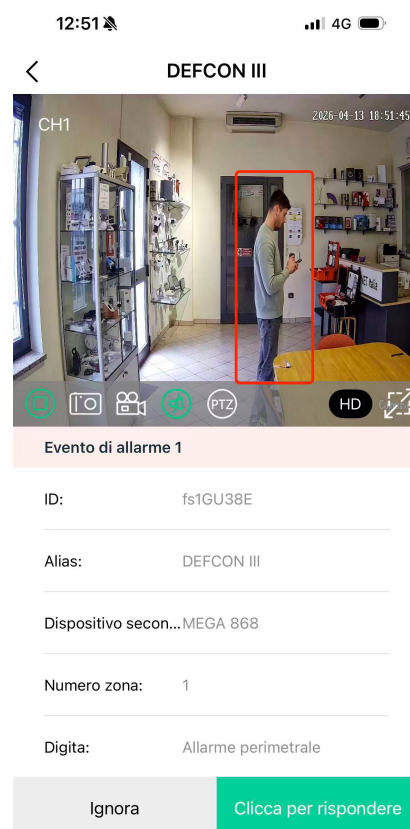 12:51
4G
DEFCON III
CH1
2026-04-13 18:51:45
PTZ
HD
Evento di allarme 1
ID: fs1GU38E
Alias: DEFCON III
Dispositivo secon... MEGA 868
Numero zona: 1
Digita: Allarme perimetrale
Ignora
Clicca per rispondere